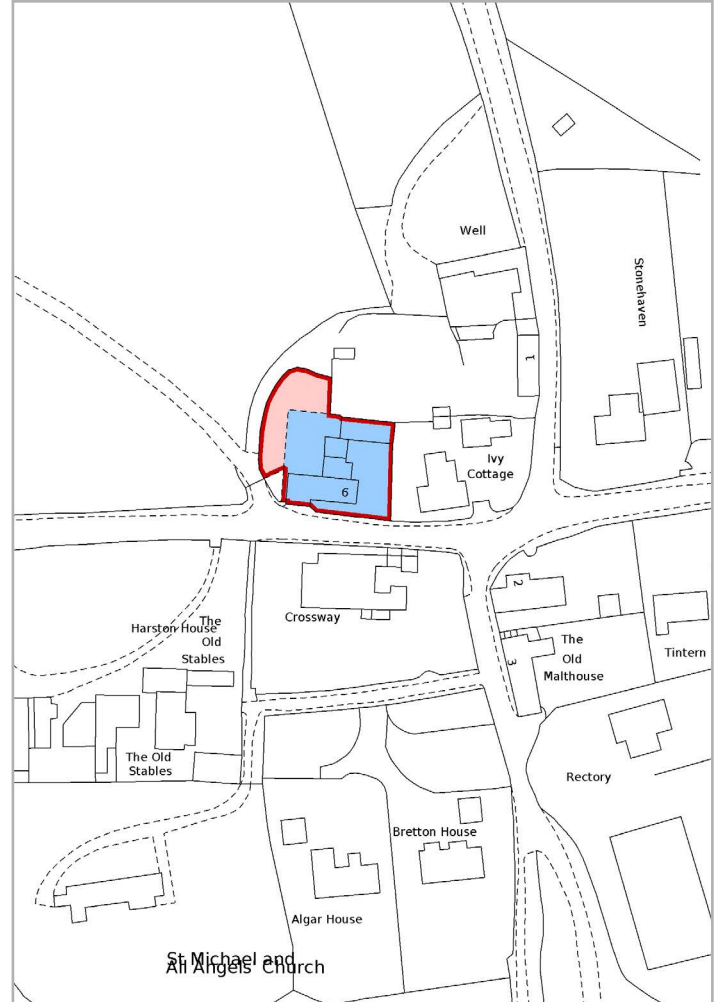 Well
Stonehaven
1
Ivy
Cottage
6
2
Crossway
The
Old
Stables
Harston House
3
The
Old
Malthouse
Tintern
The Old
Stables
Rectory
Bretton House
Algar House
St Michael and
All Angels' Church